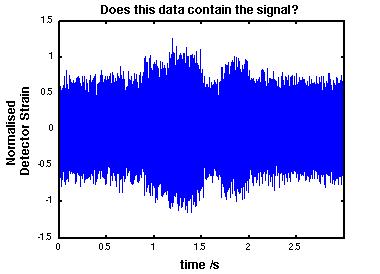 Does this data contain the signal?
1.5
1
0.5
0
-0.5
-1
-1.5
Normalised
Detector Strain
0 0.5 1 1.5 2 2.5
time /s